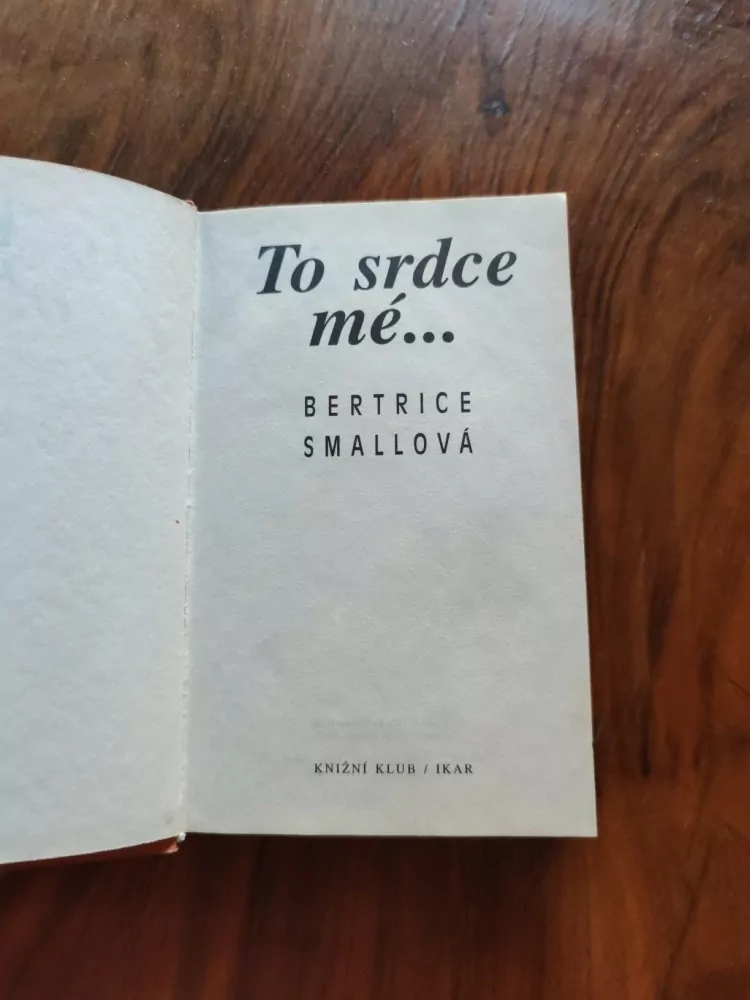 To srdce
mé...
BERTRICE
SMALLOVÁ
KNIŽNÍ KLUB / IKAR